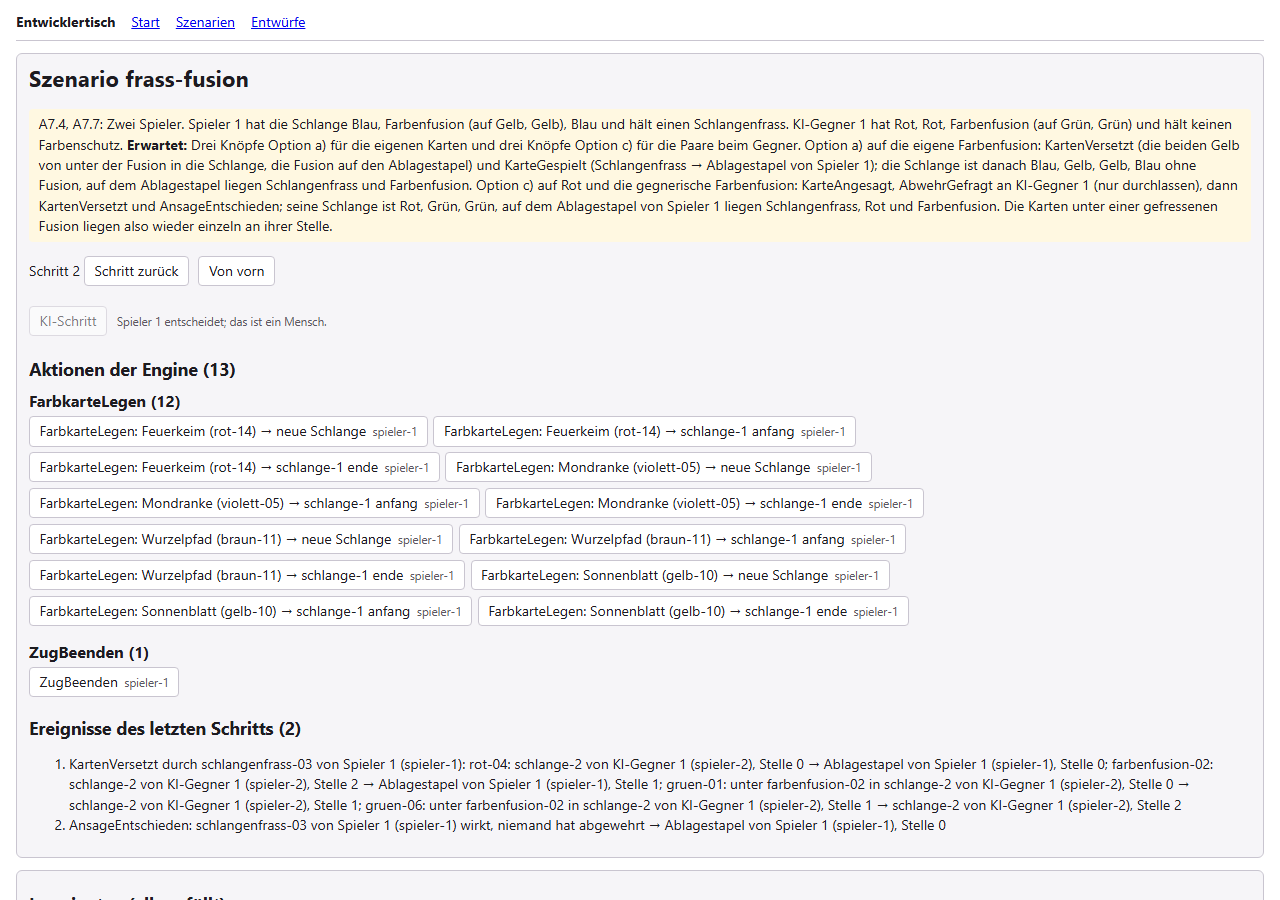 Entwicklertisch Start Szenarien Entwürfe
Szenario frass-fusion
A7.4, A7.7: Zwei Spieler. Spieler 1 hat die Schlange Blau, Farbenfusion (auf Gelb, Gelb), Blau und hält einen Schlangenfrass. KI-Gegner 1 hat Rot, Rot, Farbenfusion (auf Grün, Grün) und hält keinen
Farbenschutz. Erwartet: Drei Knöpfe Option a) für die eigenen Karten und drei Knöpfe Option c) für die Paare beim Gegner. Option a) auf die eigene Farbenfusion: KartenVersetzt (die beiden Gelb
von unter der Fusion in die Schlange, die Fusion auf den Ablagestapel) und KarteGespielt (Schlangenfrass → Ablagestapel von Spieler 1); die Schlange ist danach Blau, Gelb, Gelb, Blau ohne
Fusion, auf dem Ablagestapel liegen Schlangenfrass und Farbenfusion. Option c) auf Rot und die gegnerische Farbenfusion: KarteAngesagt, AbwehrGefragt an KI-Gegner 1 (nur durchlassen), dann
KartenVersetzt und AnsageEntschieden; seine Schlange ist Rot, Grün, Grün, auf dem Ablagestapel von Spieler 1 liegen Schlangenfrass, Rot und Farbenfusion. Die Karten unter einer gefressenen
Fusion liegen also wieder einzeln an ihrer Stelle.
Schritt 2 Schritt zurück Von vorn
KI-Schritt Spieler 1 entscheidet; das ist ein Mensch.
Aktionen der Engine (13)
FarbkarteLegen (12)
FarbkarteLegen: Feuerkeim (rot-14) → neue Schlange spieler-1 FarbkarteLegen: Feuerkeim (rot-14) → schlange-1 anfang spieler-1
FarbkarteLegen: Feuerkeim (rot-14) → schlange-1 ende spieler-1 FarbkarteLegen: Mondranke (violett-05) → neue Schlange spieler-1
FarbkarteLegen: Mondranke (violett-05) → schlange-1 anfang spieler-1 FarbkarteLegen: Mondranke (violett-05) → schlange-1 ende spieler-1
FarbkarteLegen: Wurzelpfad (braun-11) → neue Schlange spieler-1 FarbkarteLegen: Wurzelpfad (braun-11) → schlange-1 anfang spieler-1
FarbkarteLegen: Wurzelpfad (braun-11) → schlange-1 ende spieler-1 FarbkarteLegen: Sonnenblatt (gelb-10) → neue Schlange spieler-1
FarbkarteLegen: Sonnenblatt (gelb-10) → schlange-1 anfang spieler-1 FarbkarteLegen: Sonnenblatt (gelb-10) → schlange-1 ende spieler-1
ZugBeenden (1)
ZugBeenden spieler-1
Ereignisse des letzten Schritts (2)
1. KartenVersetzt durch schlangenfrass-03 von Spieler 1 (spieler-1): rot-04: schlange-2 von KI-Gegner 1 (spieler-2), Stelle 0 → Ablagestapel von Spieler 1 (spieler-1), Stelle 0; farbenfusion-02:
schlange-2 von KI-Gegner 1 (spieler-2), Stelle 2 → Ablagestapel von Spieler 1 (spieler-1), Stelle 1; gruen-01: unter farbenfusion-02 in schlange-2 von KI-Gegner 1 (spieler-2), Stelle 0 →
schlange-2 von KI-Gegner 1 (spieler-2), Stelle 1; gruen-06: unter farbenfusion-02 in schlange-2 von KI-Gegner 1 (spieler-2), Stelle 1 → schlange-2 von KI-Gegner 1 (spieler-2), Stelle 2
2. AnsageEntschieden: schlangenfrass-03 von Spieler 1 (spieler-1) wirkt, niemand hat abgewehrt → Ablagestapel von Spieler 1 (spieler-1), Stelle 0